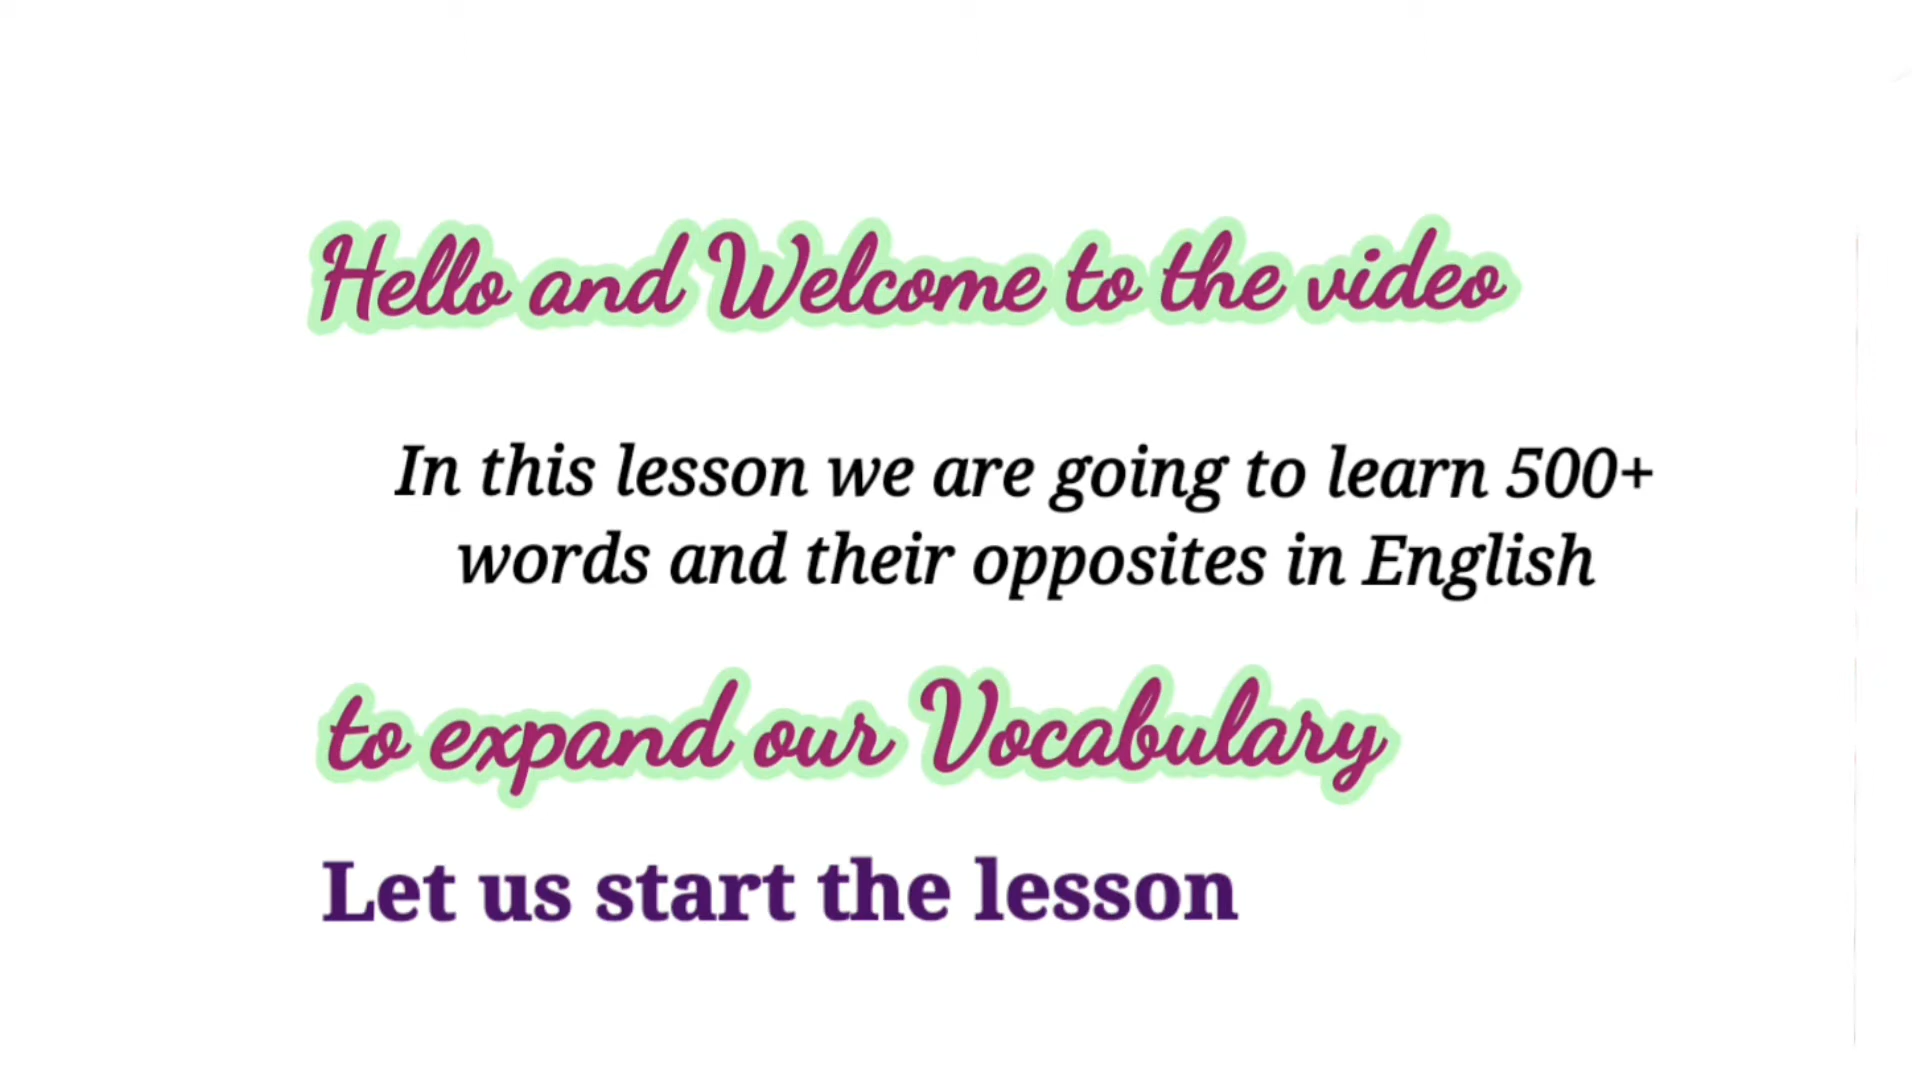 Hello and Welcome to the video
In this lesson we are going to learn 500+
words and their opposites in English
to expand our Vocabulary
Let us start the lesson